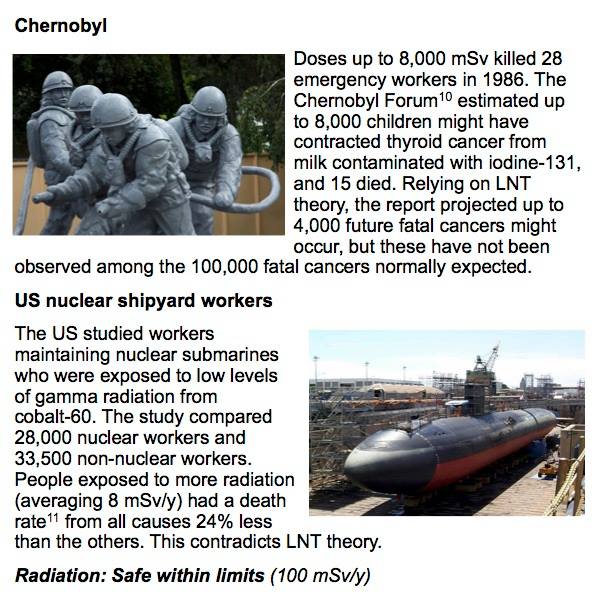 Chernobyl
Doses up to 8,000 mSv killed 28
emergency workers in 1986. The
Chernobyl Forum¹⁰ estimated up
to 8,000 children might have
contracted thyroid cancer from
milk contaminated with iodine-131,
and 15 died. Relying on LNT
theory, the report projected up to
4,000 future fatal cancers might
occur, but these have not been
observed among the 100,000 fatal cancers normally expected.
US nuclear shipyard workers
The US studied workers
maintaining nuclear submarines
who were exposed to low levels
of gamma radiation from
cobalt-60. The study compared
28,000 nuclear workers and
33,500 non-nuclear workers.
People exposed to more radiation
(averaging 8 mSv/y) had a death
rate¹¹ from all causes 24% less
than the others. This contradicts LNT theory.
Radiation: Safe within limits (100 mSv/y)